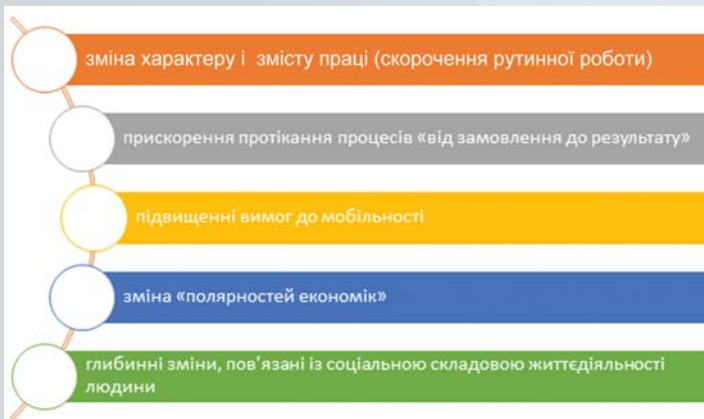 зміна характеру і змісту праці (скорочення рутинної роботи)
прискорення протікання процесів «від замовлення до результату»
підвищенні вимог до мобільності
зміна «полярностей економік»
глибинні зміни, пов'язані із соціальною складовою життєдіяльності
людини